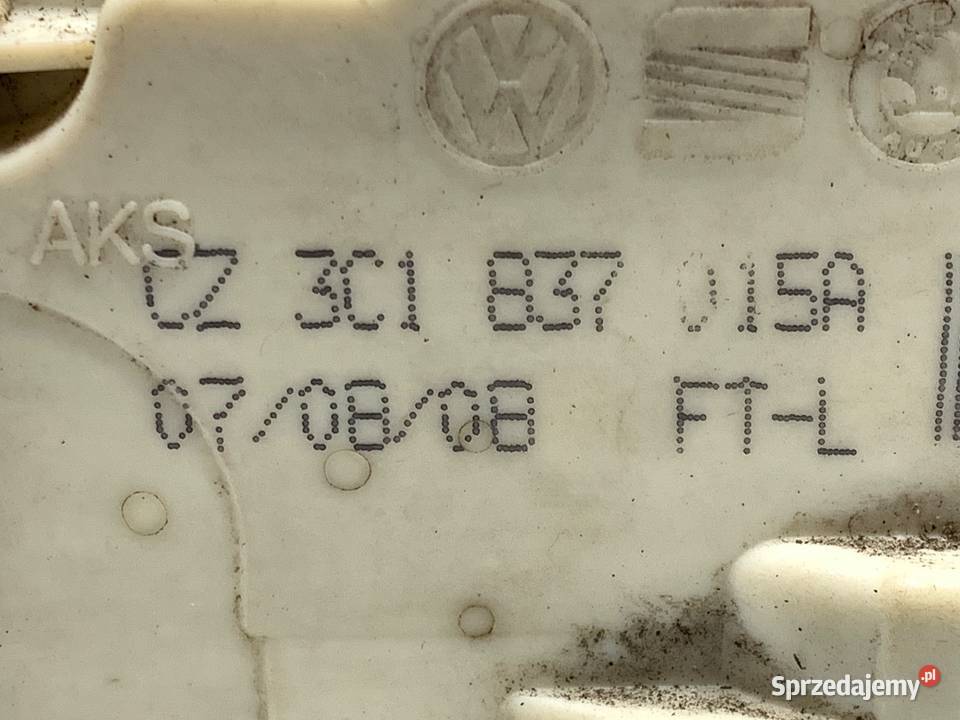 AKS
CZ 3C1 837 015A
07/08/08 FT-L
Sprzedajemy.pl